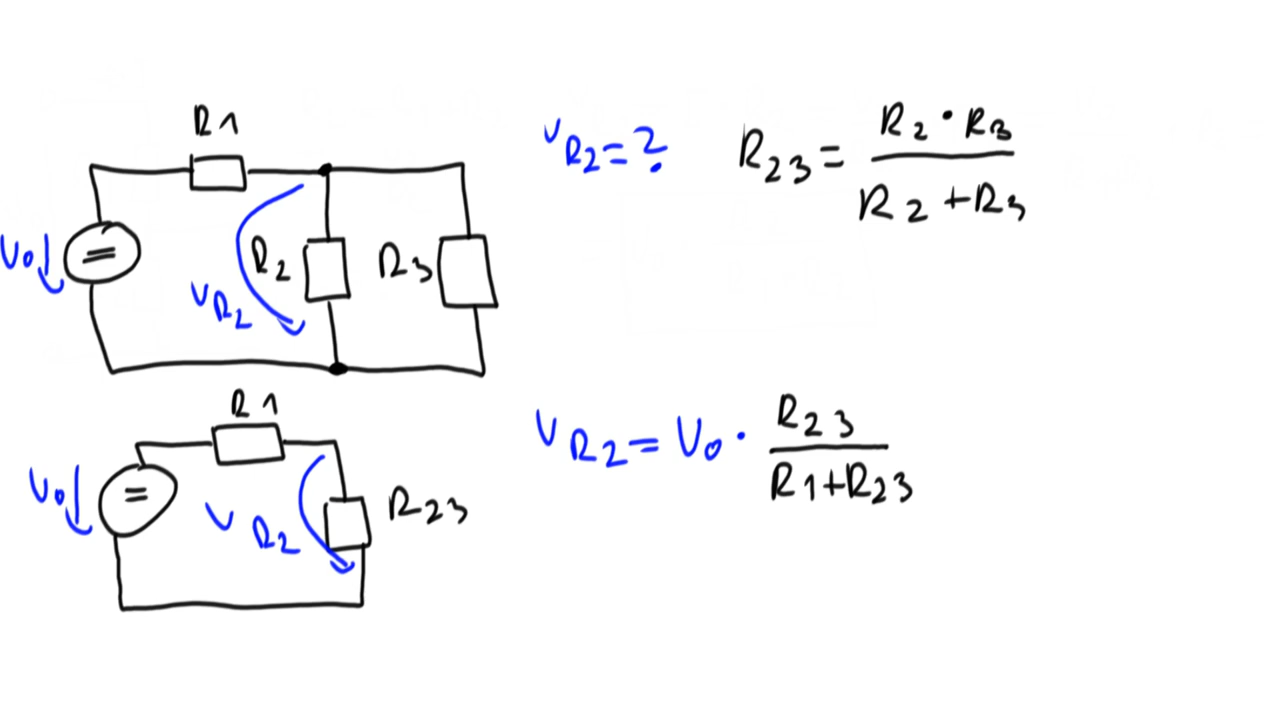 R1
V0
R2
R3
VR2
VR2 = ?
R23 = R2 · R3 / R2 + R3
R1
V0
VR2
R23
VR2 = V0 · R23 / R1+R23